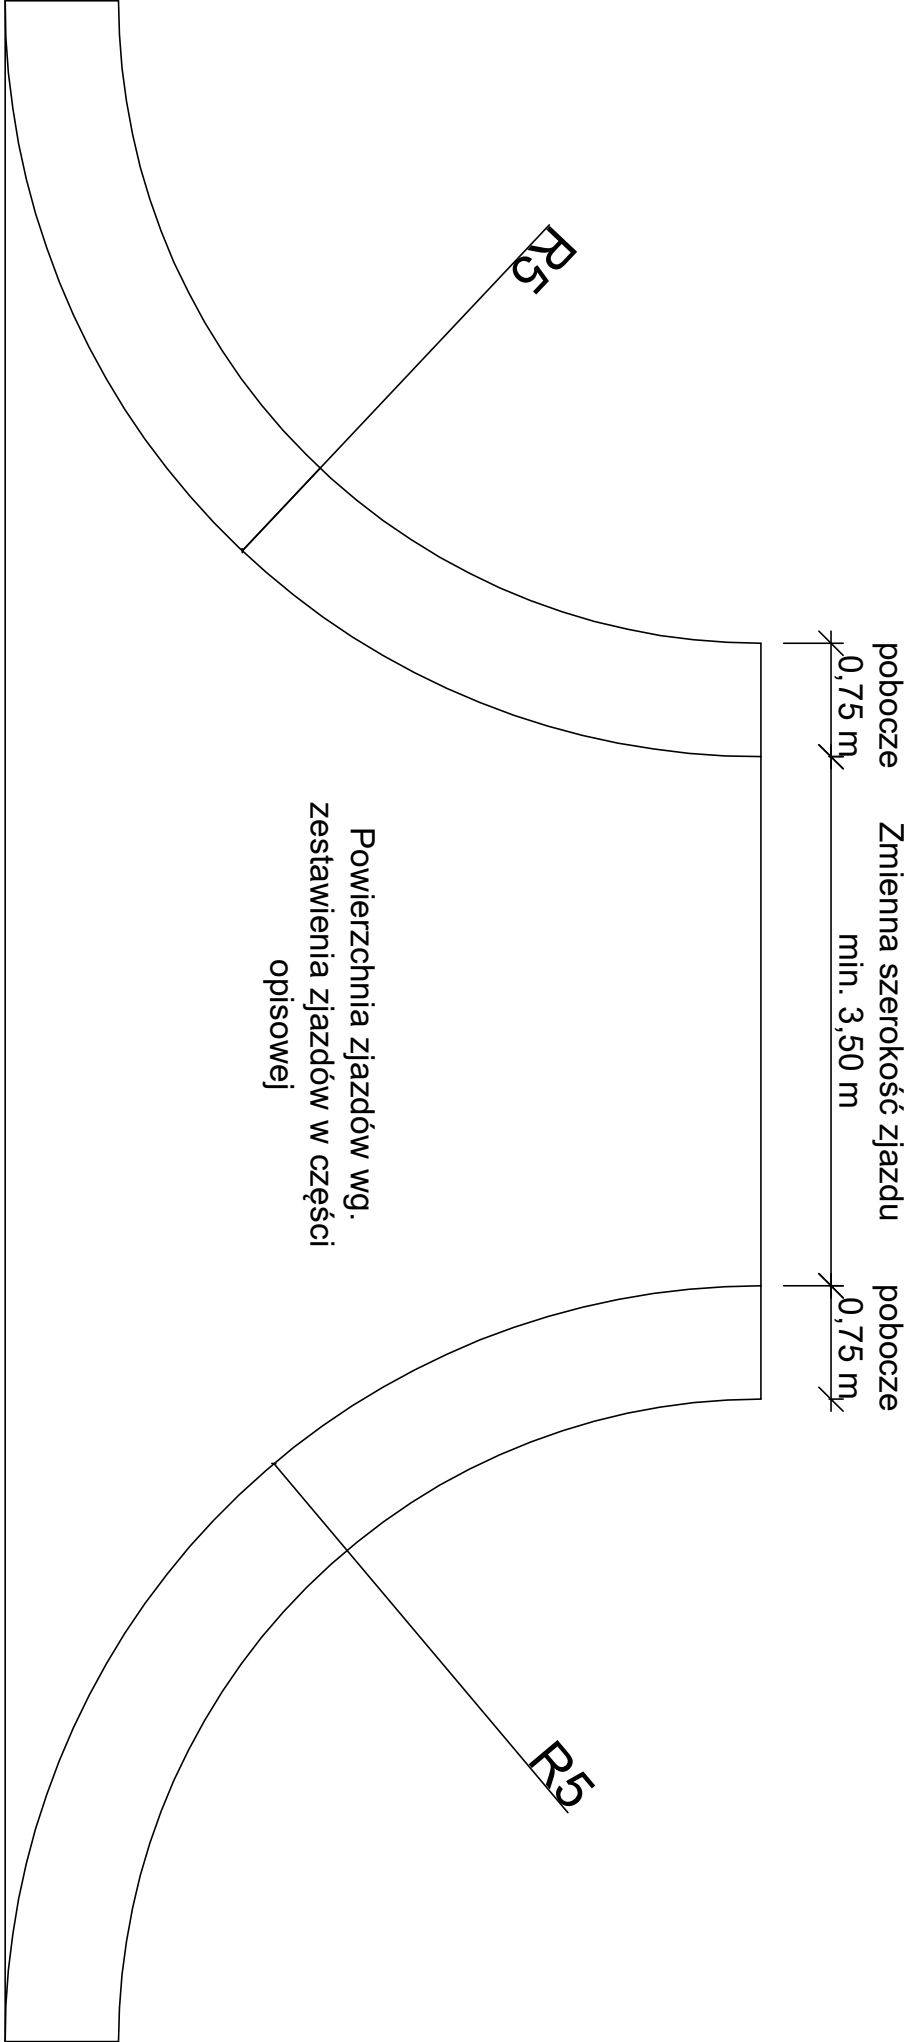 pobocze
0,75 m
Zmienna szerokość zjazdu
min. 3,50 m
pobocze
0,75 m
R5
Powierzchnia zjazdów wg.
zestawienia zjazdów w części
opisowej
R5